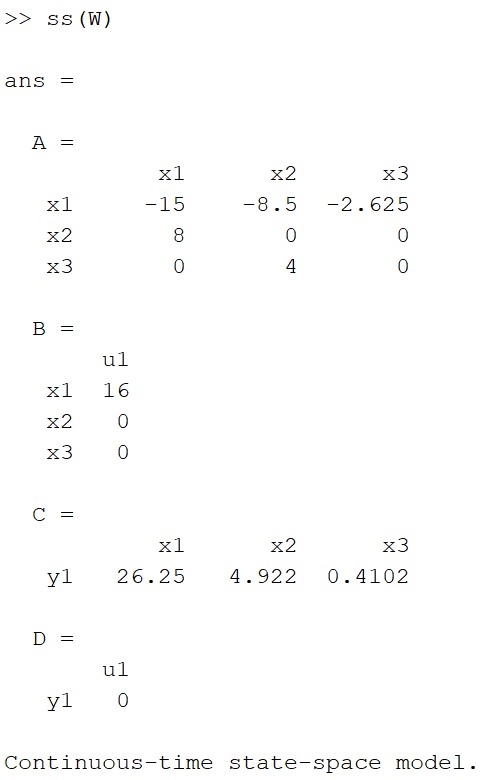 >> ss(W)
ans =
A =
x1 x2 x3
x1 -15 -8.5 -2.625
x2 8 0 0
x3 0 4 0
B =
u1
x1 16
x2 0
x3 0
C =
x1 x2 x3
y1 26.25 4.922 0.4102
D =
u1
y1 0
Continuous-time state-space model.